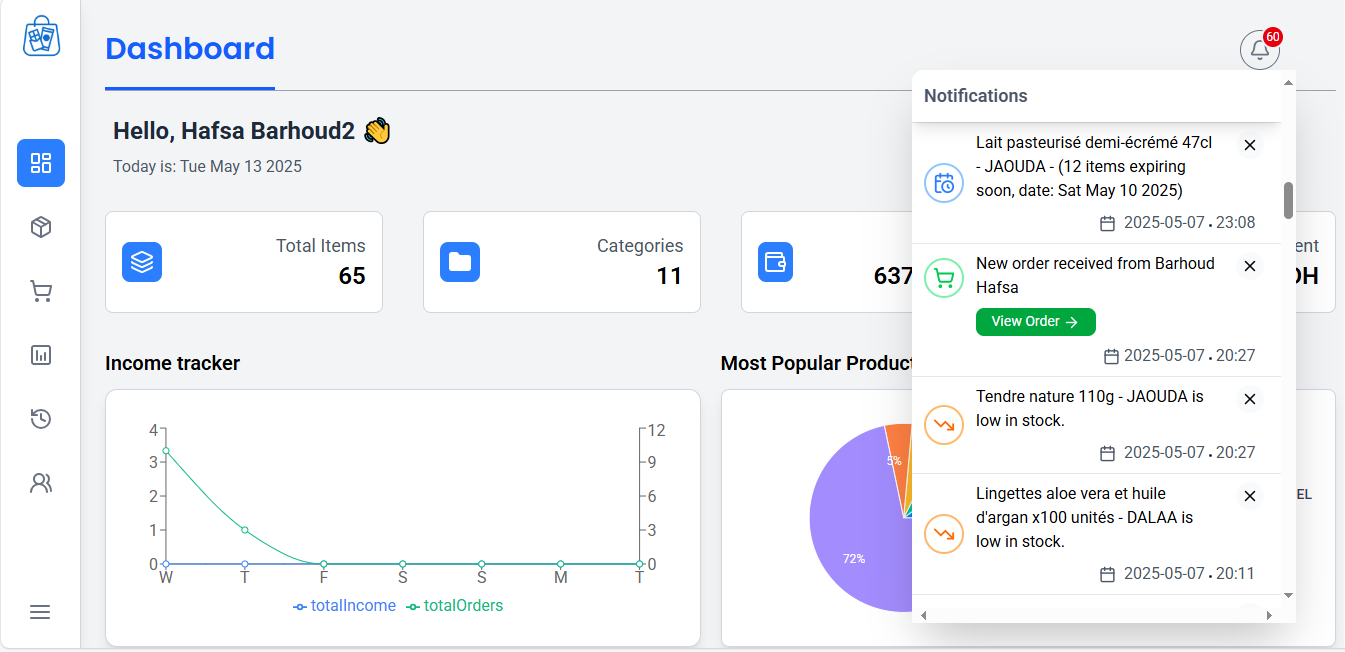 Dashboard
60
Notifications
Hello, Hafsa Barhoud2 👋
Today is: Tue May 13 2025
Lait pasteurisé demi-écrémé 47cl
- JAOUDA - (12 items expiring
soon, date: Sat May 10 2025)
2025-05-07 • 23:08
Total Items
65
Categories
11
637
ent
DH
New order received from Barhoud
Hafsa
View Order →
2025-05-07 • 20:27
Income tracker
Most Popular Product
Tendre nature 110g - JAOUDA is
low in stock.
2025-05-07 • 20:27
Lingettes aloe vera et huile
d'argan x100 unités - DALAA is
low in stock.
2025-05-07 • 20:11
4
3
2
1
0
12
9
6
3
0
W T F S S M T
totalIncome totalOrders
5%
72%
EL